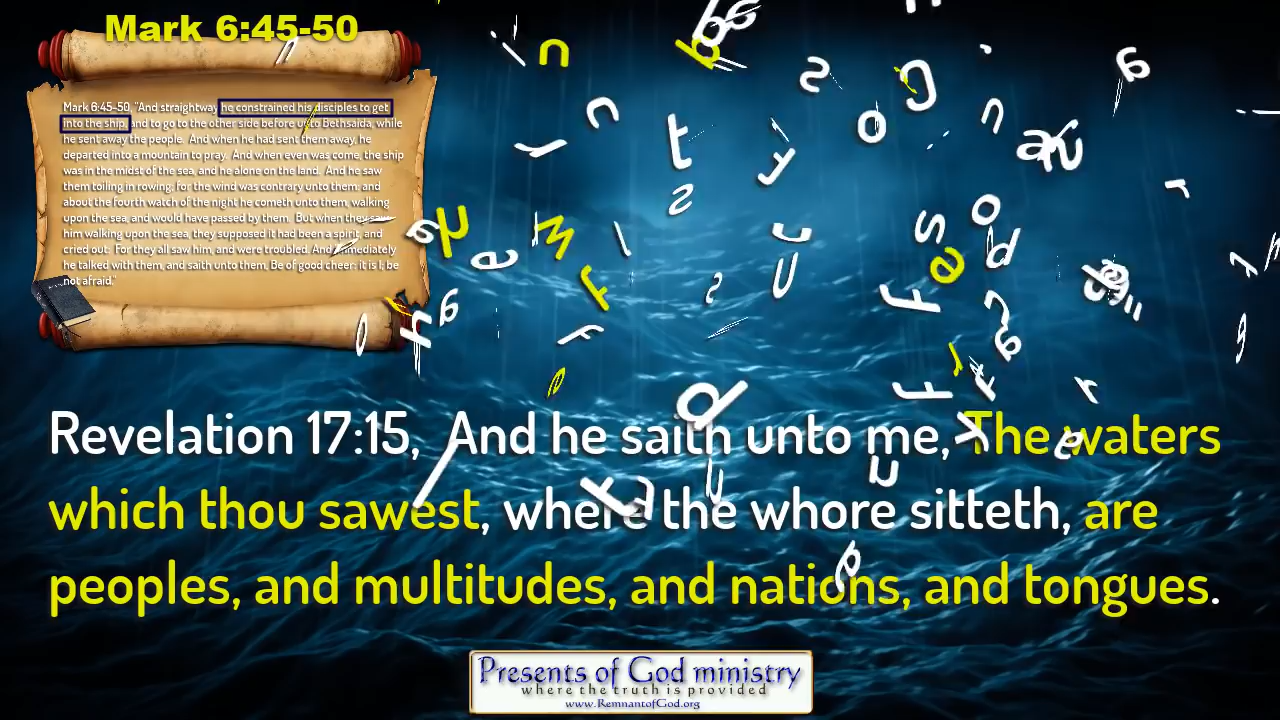 Mark 6:45-50
Mark 6:45-50, "And straightway he constrained his disciples to get
into the ship, and to go to the other side before unto Bethsaida, while
he sent away the people. And when he had sent them away, he
departed into a mountain to pray. And when even was come, the ship
was in the midst of the sea, and he alone on the land. And he saw
them toiling in rowing; for the wind was contrary unto them: and
about the fourth watch of the night he cometh unto them, walking
upon the sea, and would have passed by them. But when they saw
him walking upon the sea, they supposed it had been a spirit, and
cried out: For they all saw him, and were troubled. And immediately
he talked with them, and saith unto them, Be of good cheer: it is I; be
not afraid."
Revelation 17:15, And he saith unto me, The waters
which thou sawest, where the whore sitteth, are
peoples, and multitudes, and nations, and tongues.
Presents of God ministry
where the truth is provided
www.RemnantofGod.org